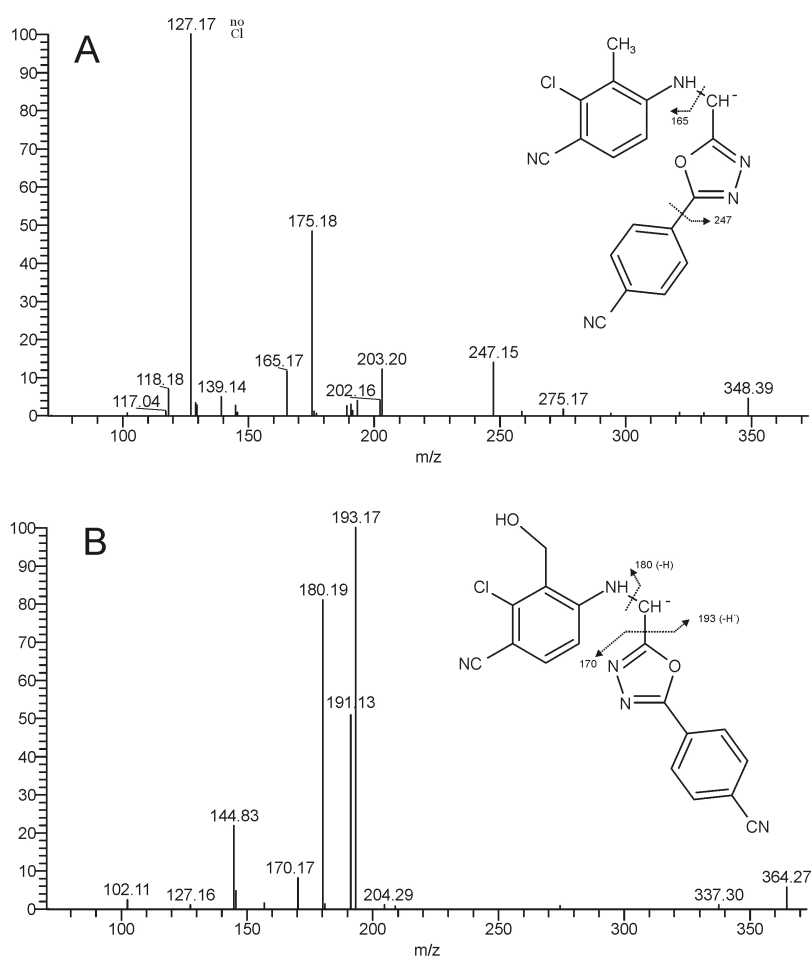 A
127.17
no
Cl
175.18
165.17
203.20
247.15
118.18
139.14
202.16
117.04
275.17
348.39
100
90
80
70
60
50
40
30
20
10
0
100
150
200
250
300
350
m/z
CH3
Cl
NH
CH-
165
NC
O
N
N
247
NC
B
193.17
180.19
191.13
144.83
170.17
102.11
127.16
204.29
337.30
364.27
100
90
80
70
60
50
40
30
20
10
0
100
150
200
250
300
350
m/z
HO
180 (-H)
Cl
NH
CH-
193 (-H-)
NC
170
N
O
N
CN